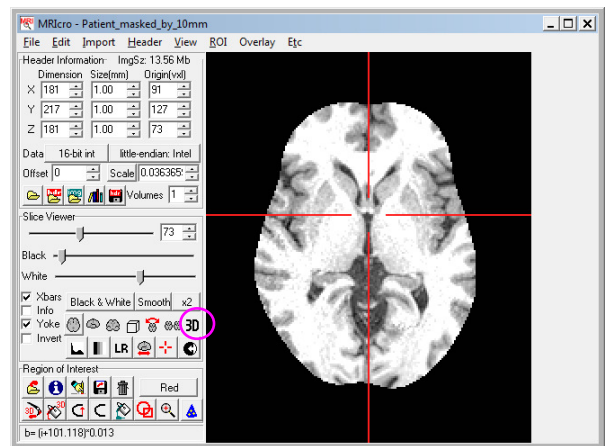 MRIcro - Patient_masked_by_10mm
File Edit Import Header View ROI Overlay Etc
Header Information ImgSz: 13.56 Mb
Dimension Size(mm) Origin(vxl)
X 181 1.00 91
Y 217 1.00 127
Z 181 1.00 73
Data 16-bit int little-endian: Intel
Offset 0 Scale 0.036365
Volumes 1
Slice Viewer
73
Black
White
Xbars Black & White Smooth x2
Info
Yoke 3D
Invert LR
Region of Interest
Red
3D 3D
b= (i+101.118)*0.013